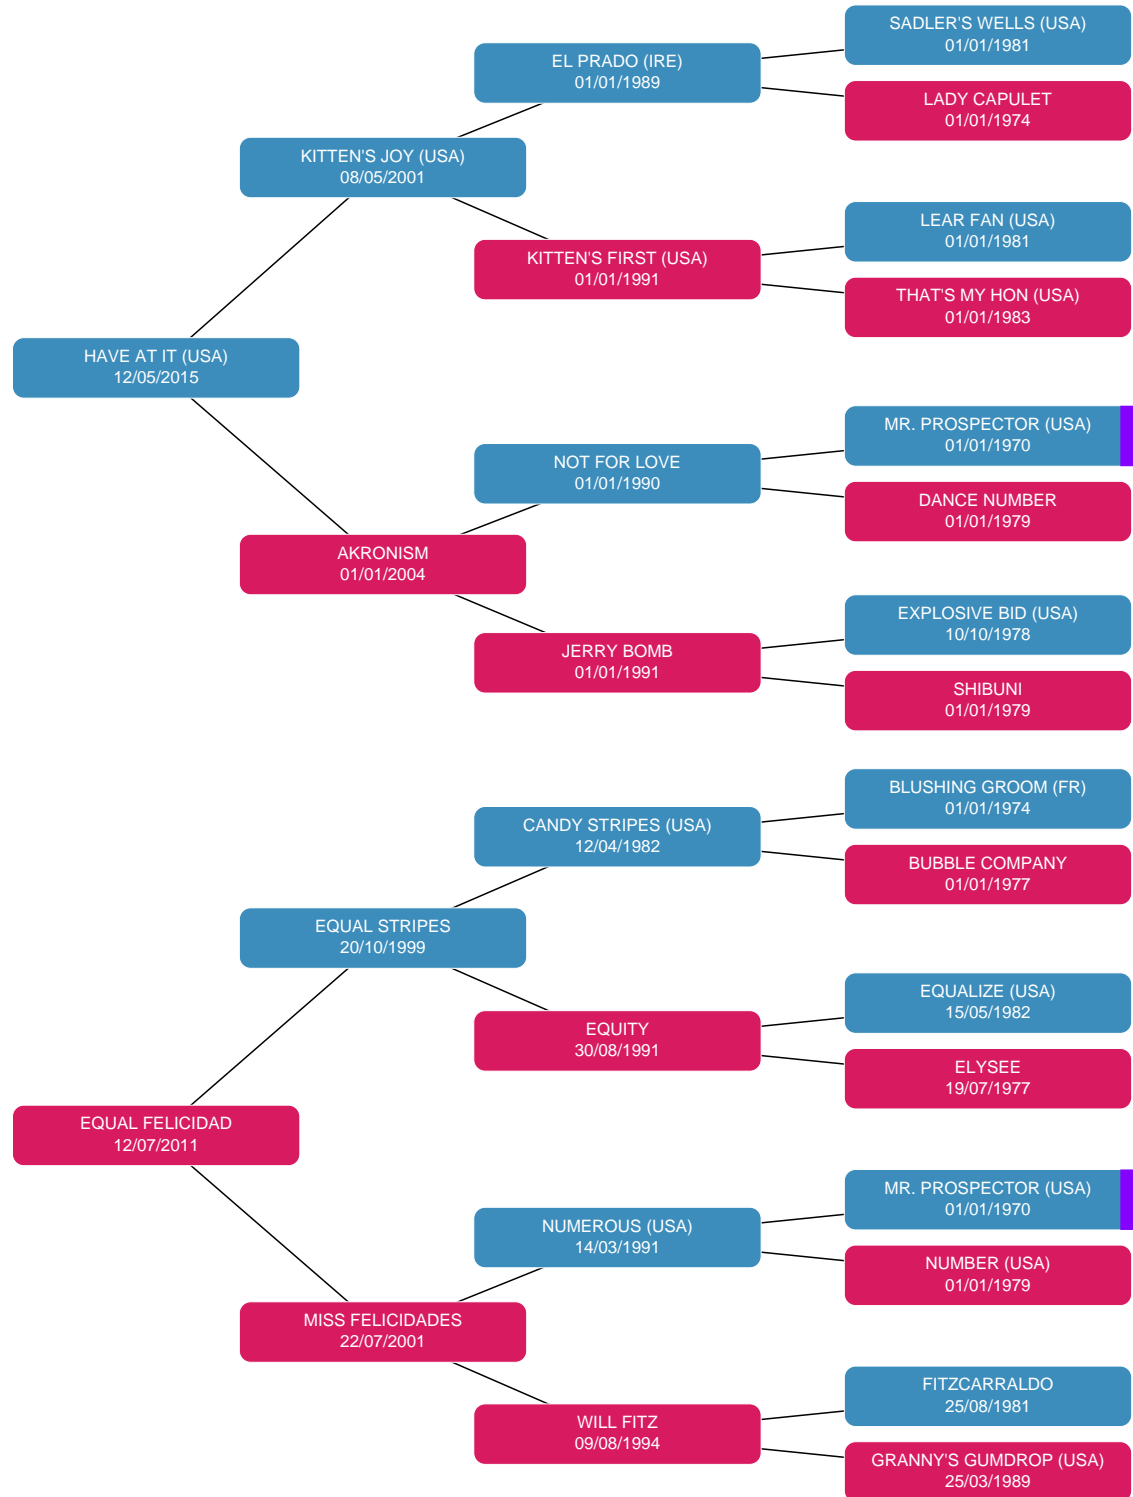 SADLER'S WELLS (USA)
01/01/1981
EL PRADO (IRE)
01/01/1989
LADY CAPULET
01/01/1974
KITTEN'S JOY (USA)
08/05/2001
LEAR FAN (USA)
01/01/1981
KITTEN'S FIRST (USA)
01/01/1991
THAT'S MY HON (USA)
01/01/1983
HAVE AT IT (USA)
12/05/2015
MR. PROSPECTOR (USA)
01/01/1970
NOT FOR LOVE
01/01/1990
DANCE NUMBER
01/01/1979
AKRONISM
01/01/2004
EXPLOSIVE BID (USA)
10/10/1978
JERRY BOMB
01/01/1991
SHIBUNI
01/01/1979
BLUSHING GROOM (FR)
01/01/1974
CANDY STRIPES (USA)
12/04/1982
BUBBLE COMPANY
01/01/1977
EQUAL STRIPES
20/10/1999
EQUALIZE (USA)
15/05/1982
EQUITY
30/08/1991
ELYSEE
19/07/1977
EQUAL FELICIDAD
12/07/2011
MR. PROSPECTOR (USA)
01/01/1970
NUMEROUS (USA)
14/03/1991
NUMBER (USA)
01/01/1979
MISS FELICIDADES
22/07/2001
FITZCARRALDO
25/08/1981
WILL FITZ
09/08/1994
GRANNY'S GUMDROP (USA)
25/03/1989